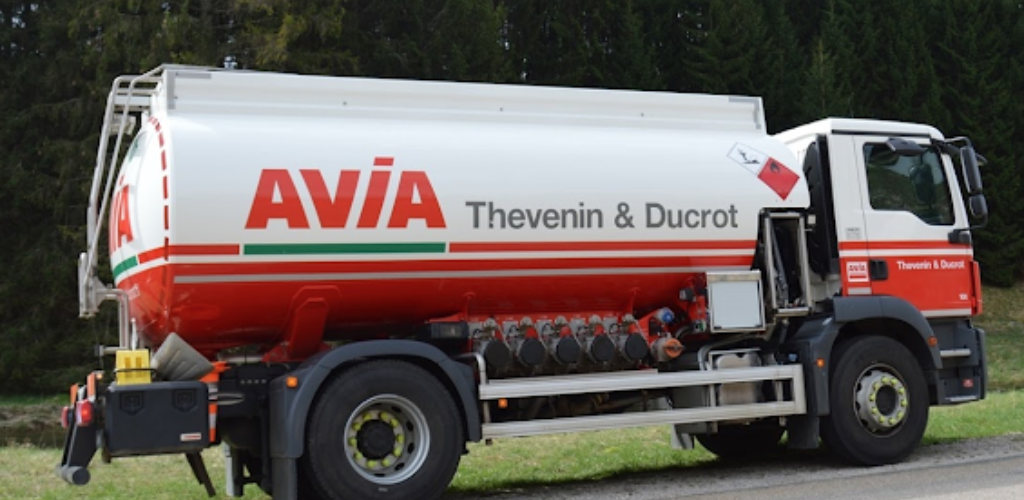 AVIA
Thevenin & Ducrot
AVIA
Thevenin & Ducrot